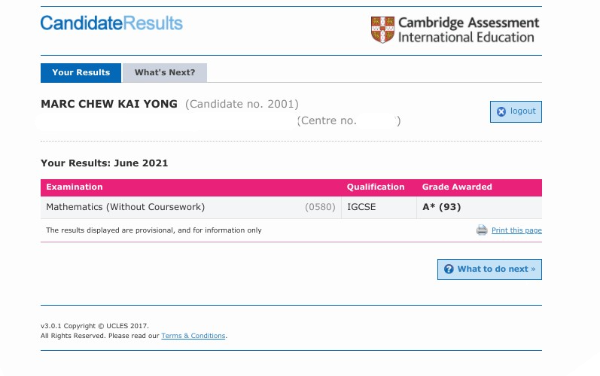 CandidateResults
Cambridge Assessment
International Education
Your Results What's Next?
MARC CHEW KAI YONG (Candidate no. 2001)
logout
(Centre no. )
Your Results: June 2021
Examination Qualification Grade Awarded
Mathematics (Without Coursework) (0580) IGCSE A* (93)
The results displayed are provisional, and for information only Print this page
What to do next »
v3.0.1 Copyright © UCLES 2017.
All Rights Reserved. Please read our Terms & Conditions.